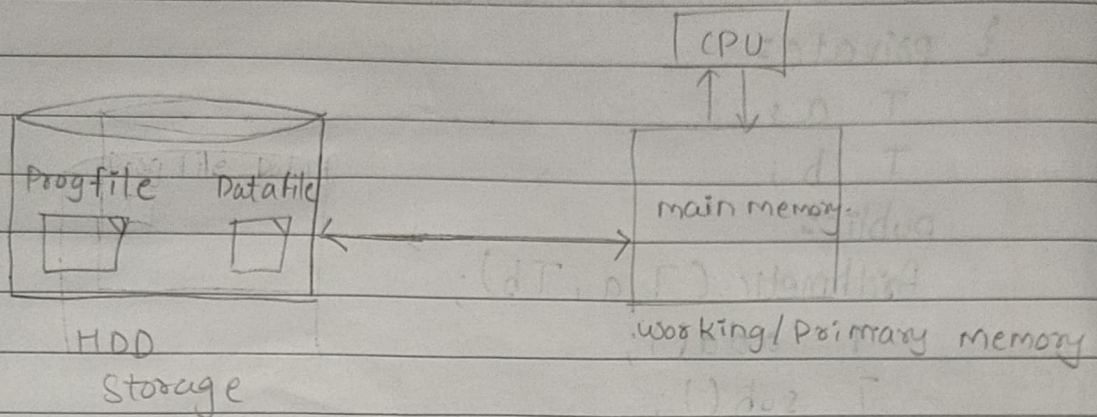 CPU
Progfile Datafile
main memory.
working/Primary Memory
HDD
Storage